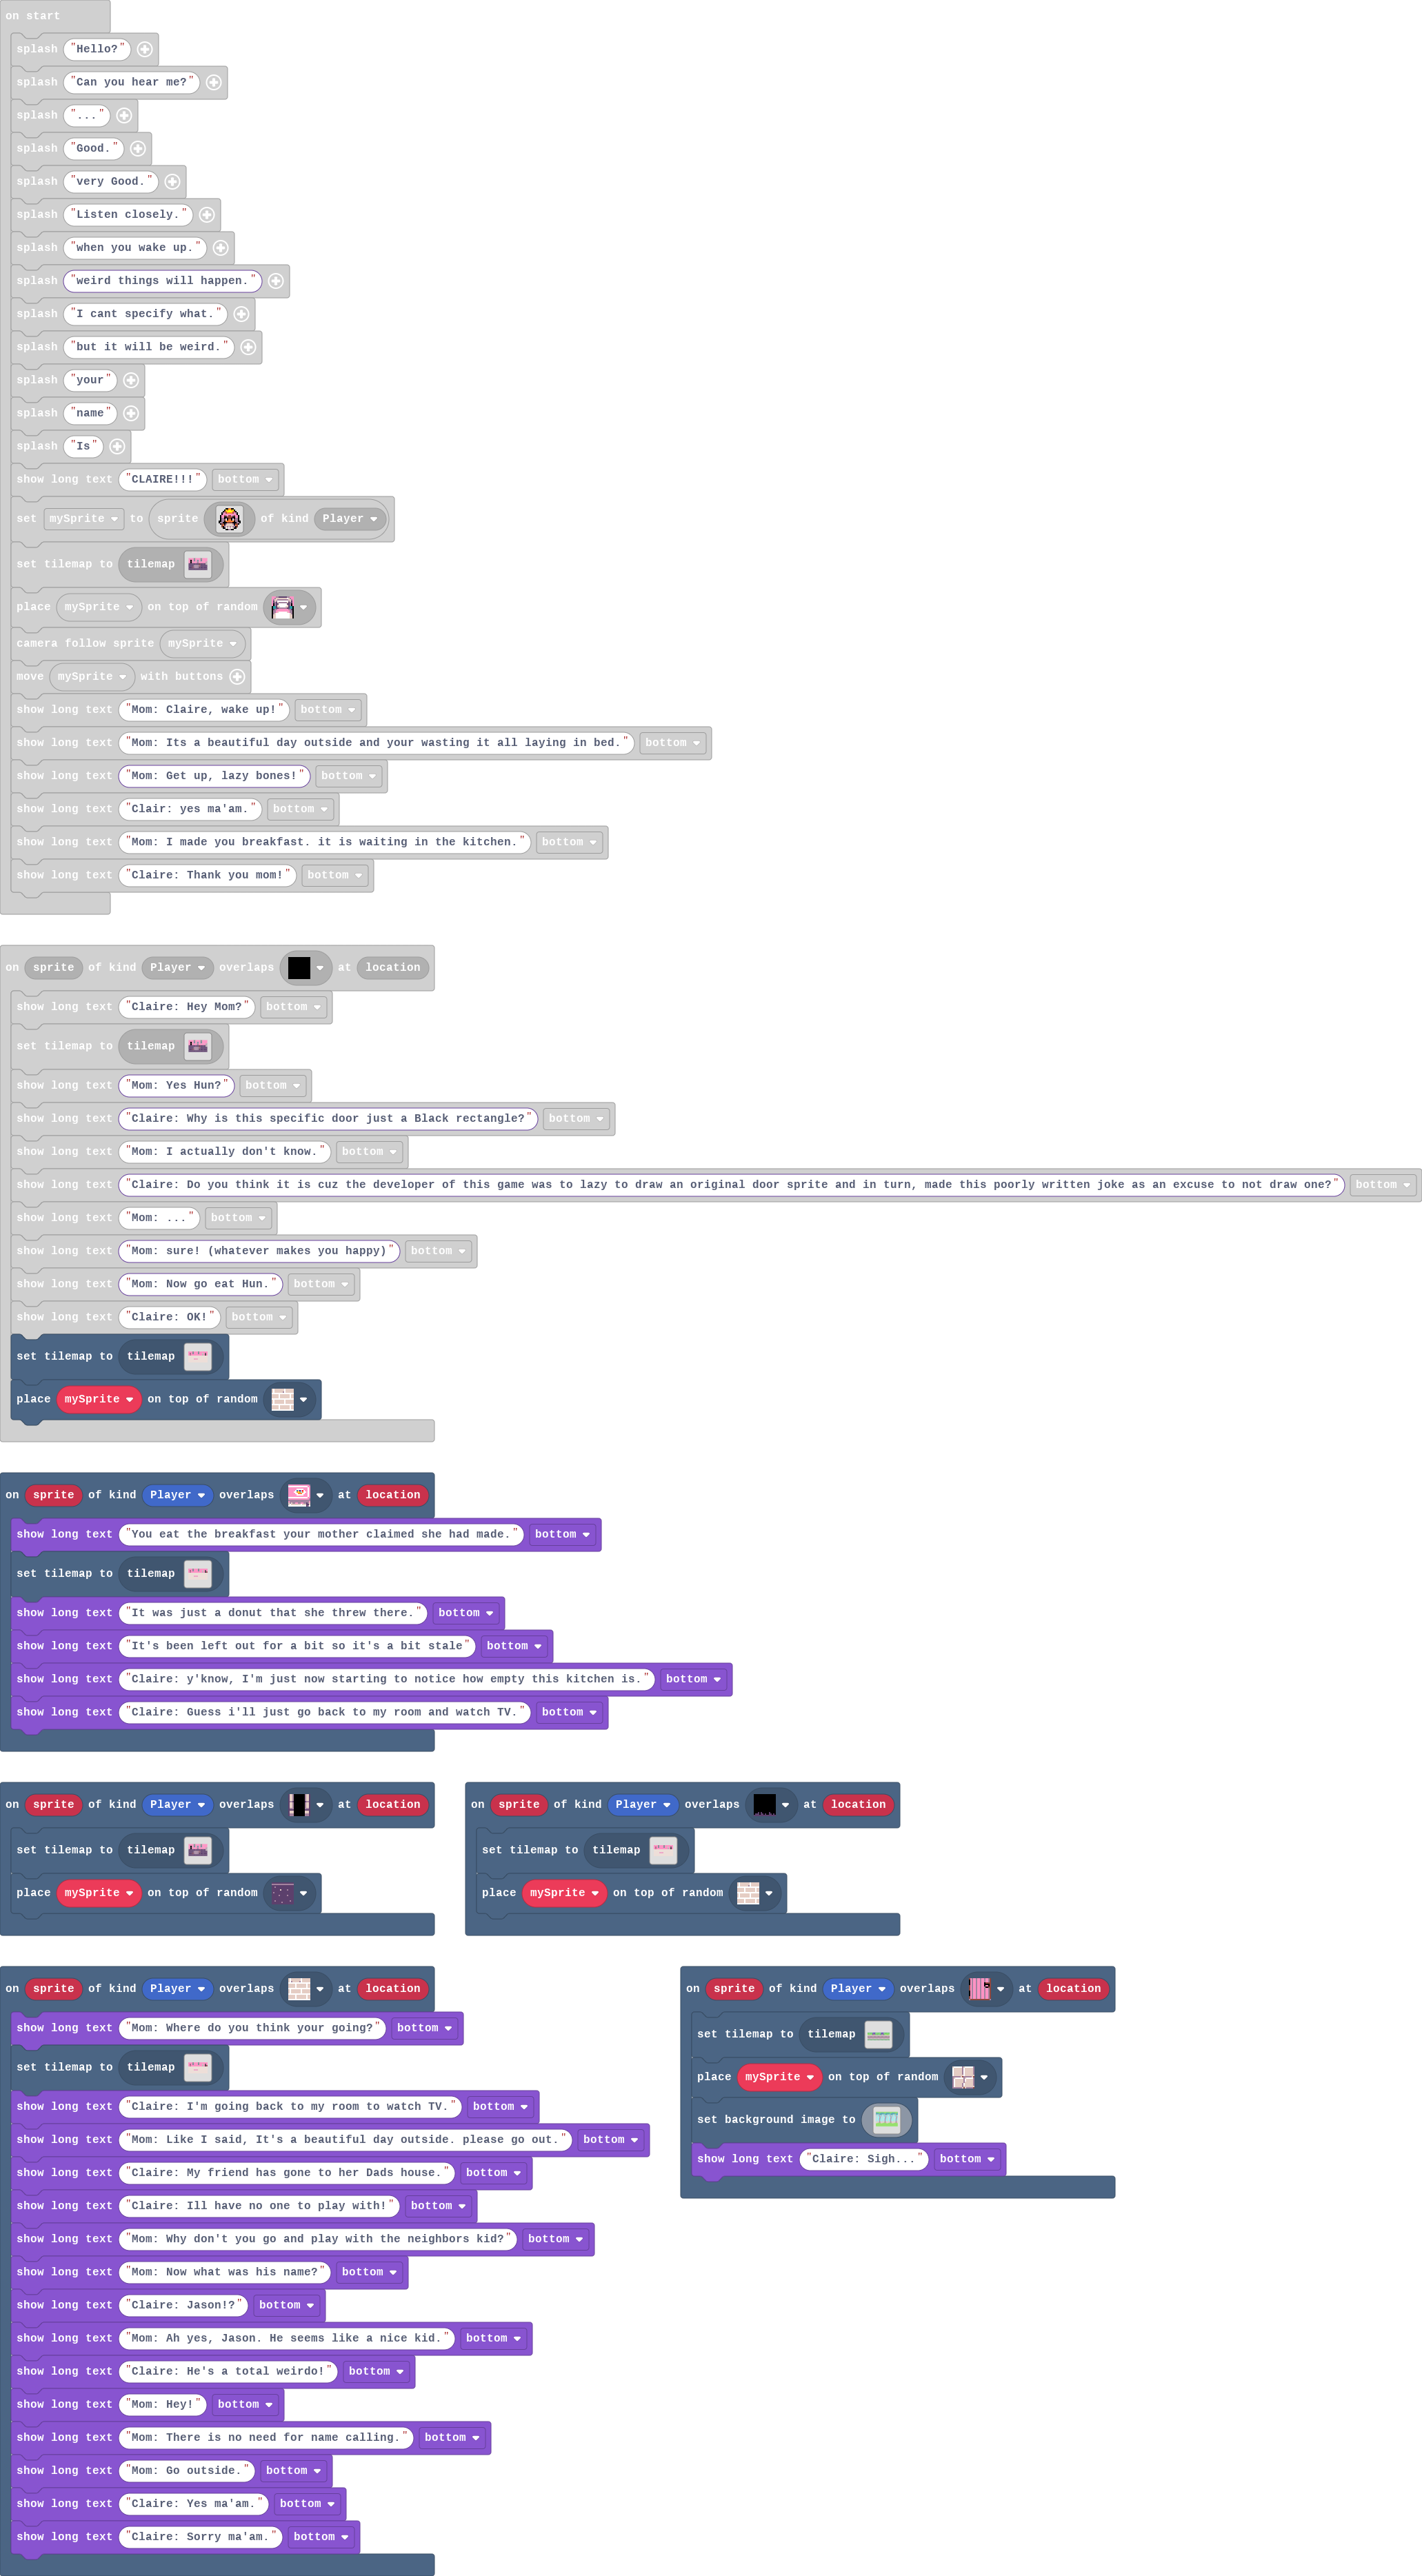 on start
splash "Hello?"
splash "Can you hear me?"
splash "..."
splash "Good."
splash "very Good."
splash "Listen closely."
splash "when you wake up."
splash "weird things will happen."
splash "I cant specify what."
splash "but it will be weird."
splash "your"
splash "name"
splash "Is"
show long text "CLAIRE!!!" bottom
set mySprite to sprite of kind Player
set tilemap to tilemap
place mySprite on top of random
camera follow sprite mySprite
move mySprite with buttons
show long text "Mom: Claire, wake up!" bottom
show long text "Mom: Its a beautiful day outside and your wasting it all laying in bed." bottom
show long text "Mom: Get up, lazy bones!" bottom
show long text "Clair: yes ma'am." bottom
show long text "Mom: I made you breakfast. it is waiting in the kitchen." bottom
show long text "Claire: Thank you mom!" bottom
on sprite of kind Player overlaps at location
show long text "Claire: Hey Mom?" bottom
set tilemap to tilemap
show long text "Mom: Yes Hun?" bottom
show long text "Claire: Why is this specific door just a Black rectangle?" bottom
show long text "Mom: I actually don't know." bottom
show long text "Claire: Do you think it is cuz the developer of this game was to lazy to draw an original door sprite and in turn, made this poorly written joke as an excuse to not draw one?" bottom
show long text "Mom: ..." bottom
show long text "Mom: sure! (whatever makes you happy)" bottom
show long text "Mom: Now go eat Hun." bottom
show long text "Claire: OK!" bottom
set tilemap to tilemap
place mySprite on top of random
on sprite of kind Player overlaps at location
show long text "You eat the breakfast your mother claimed she had made." bottom
set tilemap to tilemap
show long text "It was just a donut that she threw there." bottom
show long text "It's been left out for a bit so it's a bit stale" bottom
show long text "Claire: y'know, I'm just now starting to notice how empty this kitchen is." bottom
show long text "Claire: Guess i'll just go back to my room and watch TV." bottom
on sprite of kind Player overlaps at location
set tilemap to tilemap
place mySprite on top of random
on sprite of kind Player overlaps at location
set tilemap to tilemap
place mySprite on top of random
on sprite of kind Player overlaps at location
show long text "Mom: Where do you think your going?" bottom
set tilemap to tilemap
show long text "Claire: I'm going back to my room to watch TV." bottom
show long text "Mom: Like I said, It's a beautiful day outside. please go out." bottom
show long text "Claire: My friend has gone to her Dads house." bottom
show long text "Claire: Ill have no one to play with!" bottom
show long text "Mom: Why don't you go and play with the neighbors kid?" bottom
show long text "Mom: Now what was his name?" bottom
show long text "Claire: Jason!?" bottom
show long text "Mom: Ah yes, Jason. He seems like a nice kid." bottom
show long text "Claire: He's a total weirdo!" bottom
show long text "Mom: Hey!" bottom
show long text "Mom: There is no need for name calling." bottom
show long text "Mom: Go outside." bottom
show long text "Claire: Yes ma'am." bottom
show long text "Claire: Sorry ma'am." bottom
on sprite of kind Player overlaps at location
set tilemap to tilemap
place mySprite on top of random
set background image to
show long text "Claire: Sigh..." bottom